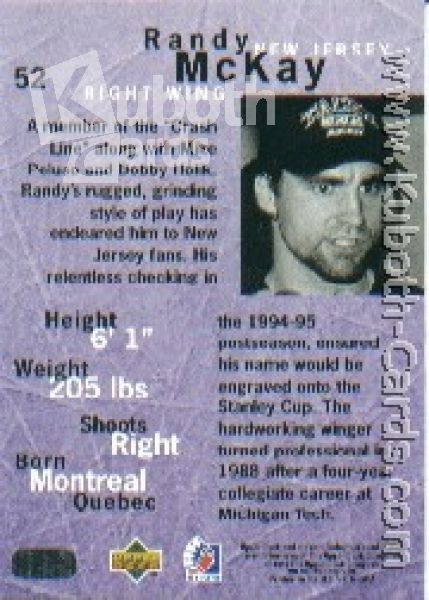 Randy
NEW JERSEY
52
McKay
RIGHT WING
Kuboth
Cards
A member of the "Crash
Line" along with Mike
Peluso and Bobby Holik,
Randy's rugged, grinding
style of play has
endeared him to New
Jersey fans. His
relentless checking in
the 1994-95
postseason, ensured
his name would be
engraved onto the
Stanley Cup. The
hardworking winger
turned professional in
1988 after a four-year
collegiate career at
Michigan Tech.
Height
6' 1"
Weight
205 lbs
Shoots
Right
Born
Montreal
Quebec
www.Kuboth-Cards.com